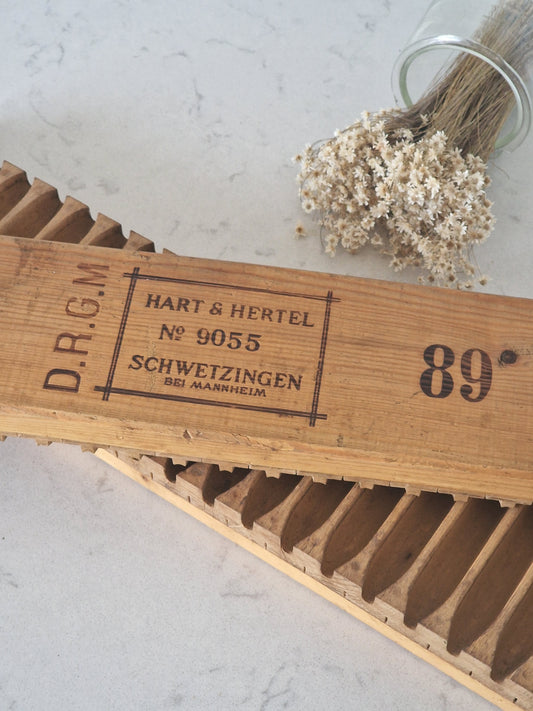 D.R.G.M
HART & HERTEL
Nº 9055
SCHWETZINGEN
BEI MANNHEIM
89